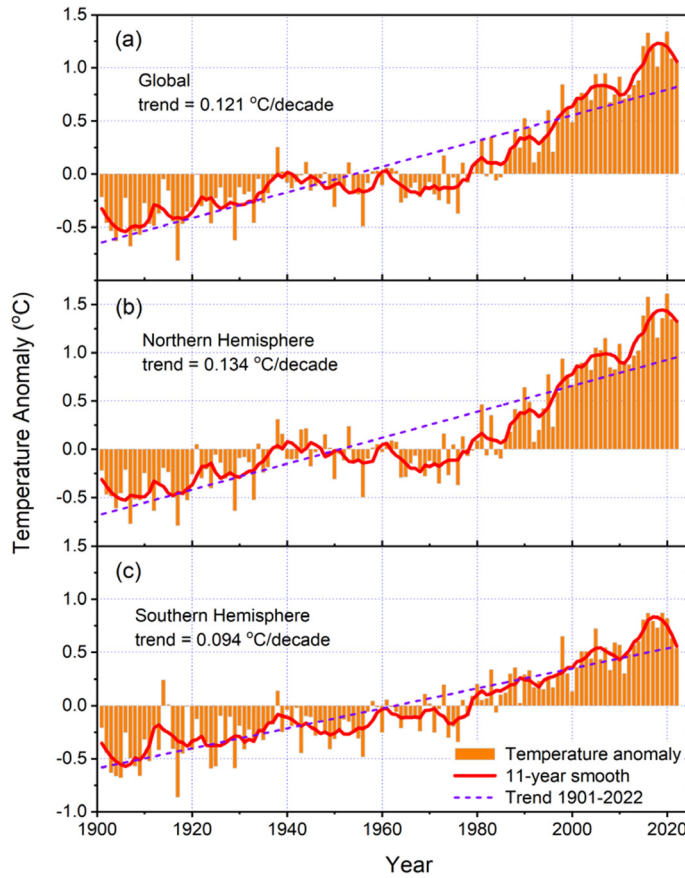 1.5
(a)
1.0
Global
trend = 0.121 °C/decade
0.5
0.0
-0.5
1.5
(b)
1.0
Northern Hemisphere
trend = 0.134 °C/decade
0.5
0.0
-0.5
1.5
(c)
1.0
Southern Hemisphere
trend = 0.094 °C/decade
0.5
0.0
-0.5
-1.0
Temperature Anomaly (°C)
Temperature anomaly
11-year smooth
Trend 1901-2022
1900 1920 1940 1960 1980 2000 2020
Year